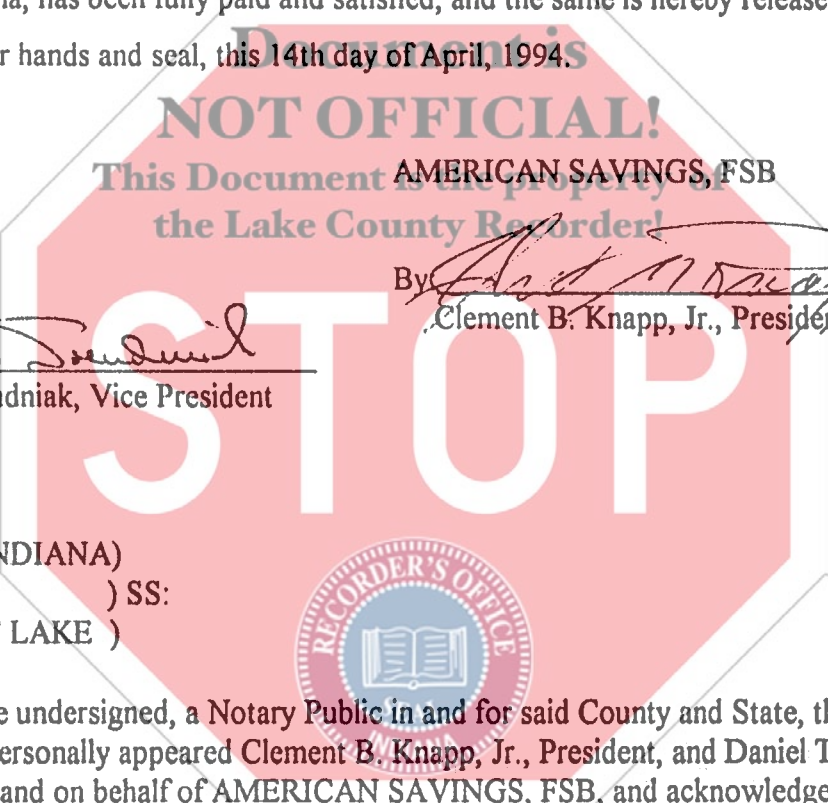 na, has been fully paid and satisfied, and the same is hereby release
r hands and seal, this 14th day of April, 1994.
Document is
NOT OFFICIAL!
This Document is the property of
the Lake County Recorder!
AMERICAN SAVINGS, FSB
By
Clement B. Knapp, Jr., Presiden
dniak, Vice President
STOP
NDIANA)
) SS:
LAKE )
RECORDER'S OFFICE
SEAL
INDIANA
e undersigned, a Notary Public in and for said County and State, th
ersonally appeared Clement B. Knapp, Jr., President, and Daniel T
and on behalf of AMERICAN SAVINGS, FSB, and acknowledge